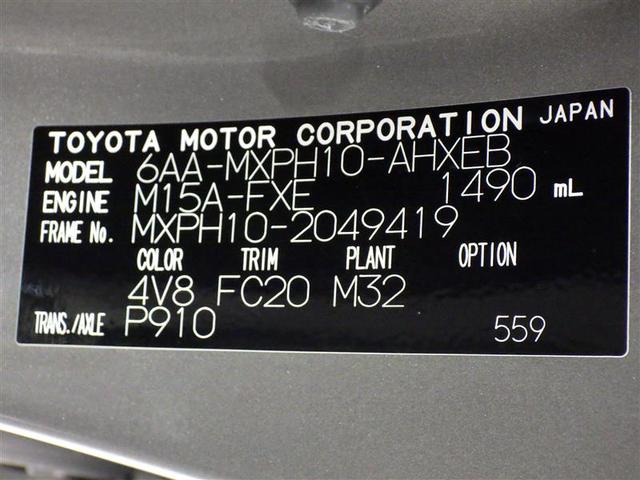 TOYOTA MOTOR CORPORATION JAPAN
MODEL 6AA-MXPH10-AHXEB
ENGINE M15A-FXE 1490 mL
FRAME No. MXPH10-2049419
COLOR TRIM PLANT OPTION
4V8 FC20 M32
TRANS./AXLE P910 559